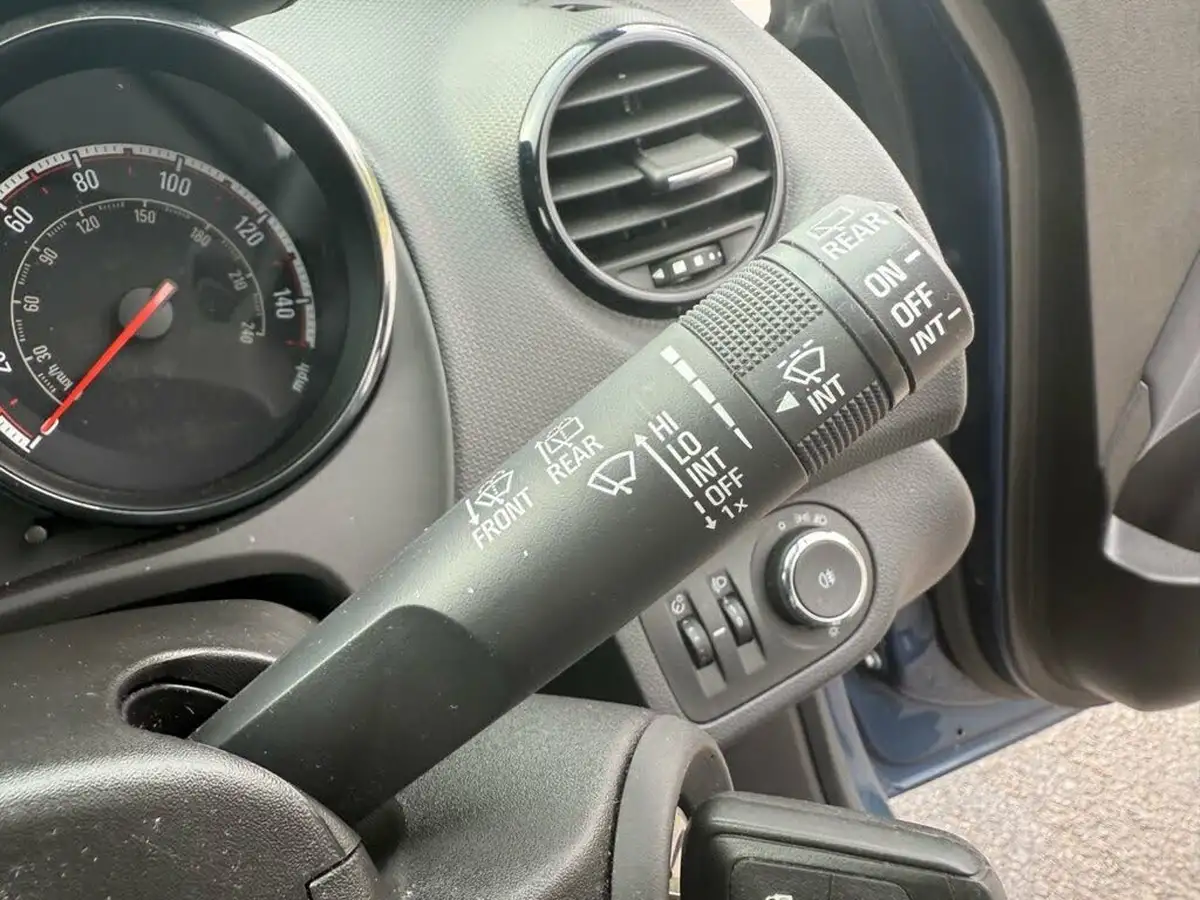 60
80
100
120
140
mph
30
60
90
120
150
180
210
240
km/h
REAR
ON
OFF
INT
INT
HI
LO
INT
OFF
1x
REAR
FRONT